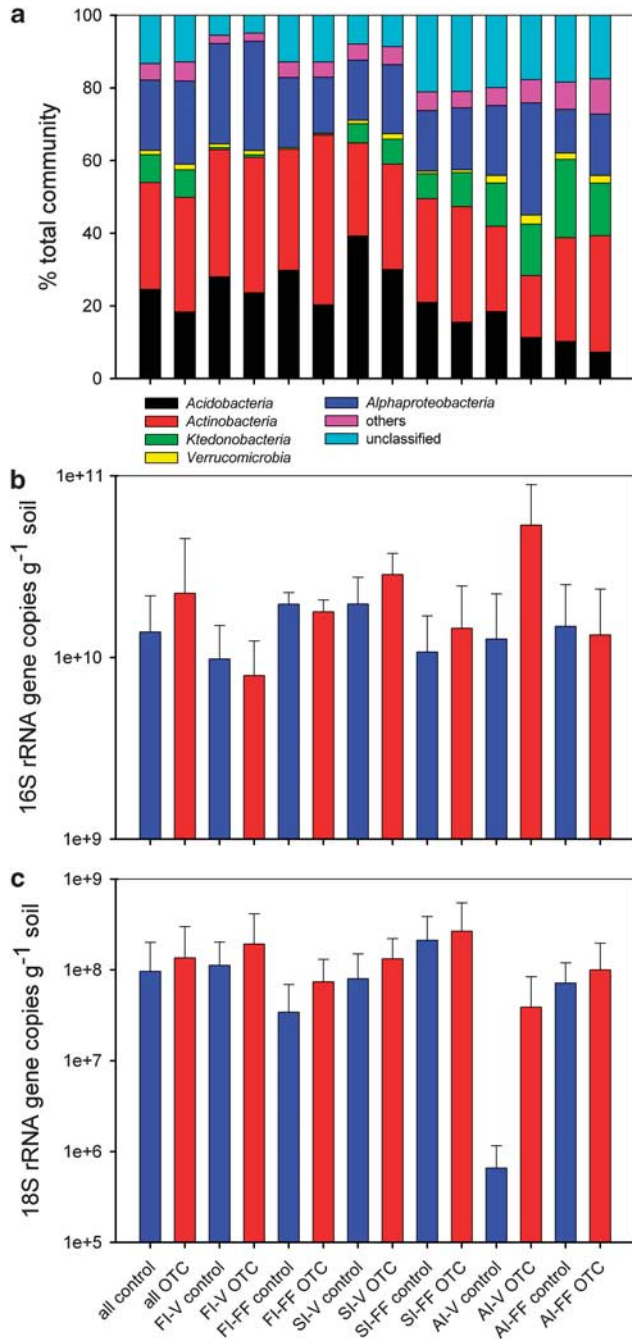 a
100
80
60
40
20
0
% total community
Acidobacteria
Actinobacteria
Ktedonobacteria
Verrucomicrobia
Alphaproteobacteria
others
unclassified
b
1e+11
1e+10
1e+9
16S rRNA gene copies g⁻¹ soil
c
1e+9
1e+8
1e+7
1e+6
1e+5
18S rRNA gene copies g⁻¹ soil
all control
all OTC
FI-V control
FI-V OTC
FI-FF control
FI-FF OTC
SI-V control
SI-V OTC
SI-FF control
SI-FF OTC
AI-V control
AI-V OTC
AI-FF control
AI-FF OTC